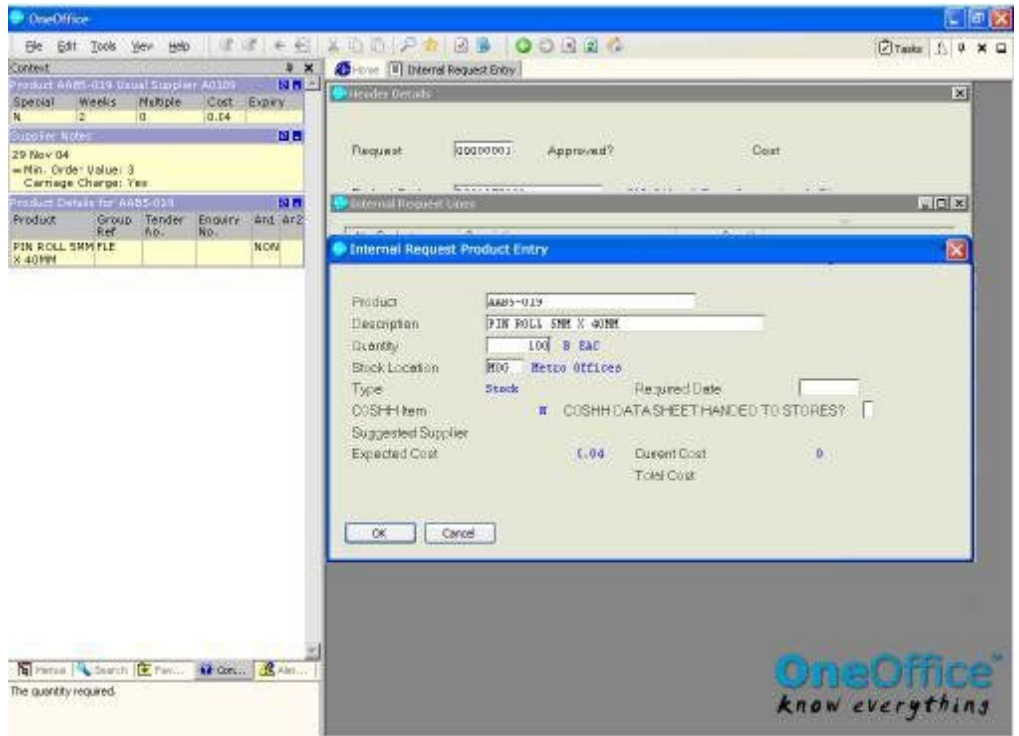 OneOffice
File Edit Tools View Help
Tasks
Context
Home Internal Request Entry
Product AAB5-019 Usual Supplier A0109
Special Weeks Multiple Cost Expiry
N 2 0 0.04
Supplier Notes
29 Nov 04
Min. Order Value: 3
Carriage Charge: Yes
Product Details for AAB5-019
Product Group Ref Tender No. Enquiry No. An1 An2
PIN ROLL 5MM X 40MM FLE NON
Header Details
Request 00000001 Approved? Cost
Internal Request Lines
Internal Request Product Entry
Product AAB5-019
Description PIN ROLL 5MM X 40MM
Quantity 100 EAC
Stock Location MOG Metro Offices
Type Stock Required Date
COSHH Item N COSHH DATA SHEET HANDED TO STORES?
Suggested Supplier
Expected Cost Current Cost 0
Total Cost
OK Cancel
Menus Search Fav... Con... Aler...
The quantity required.
OneOffice™
know everything